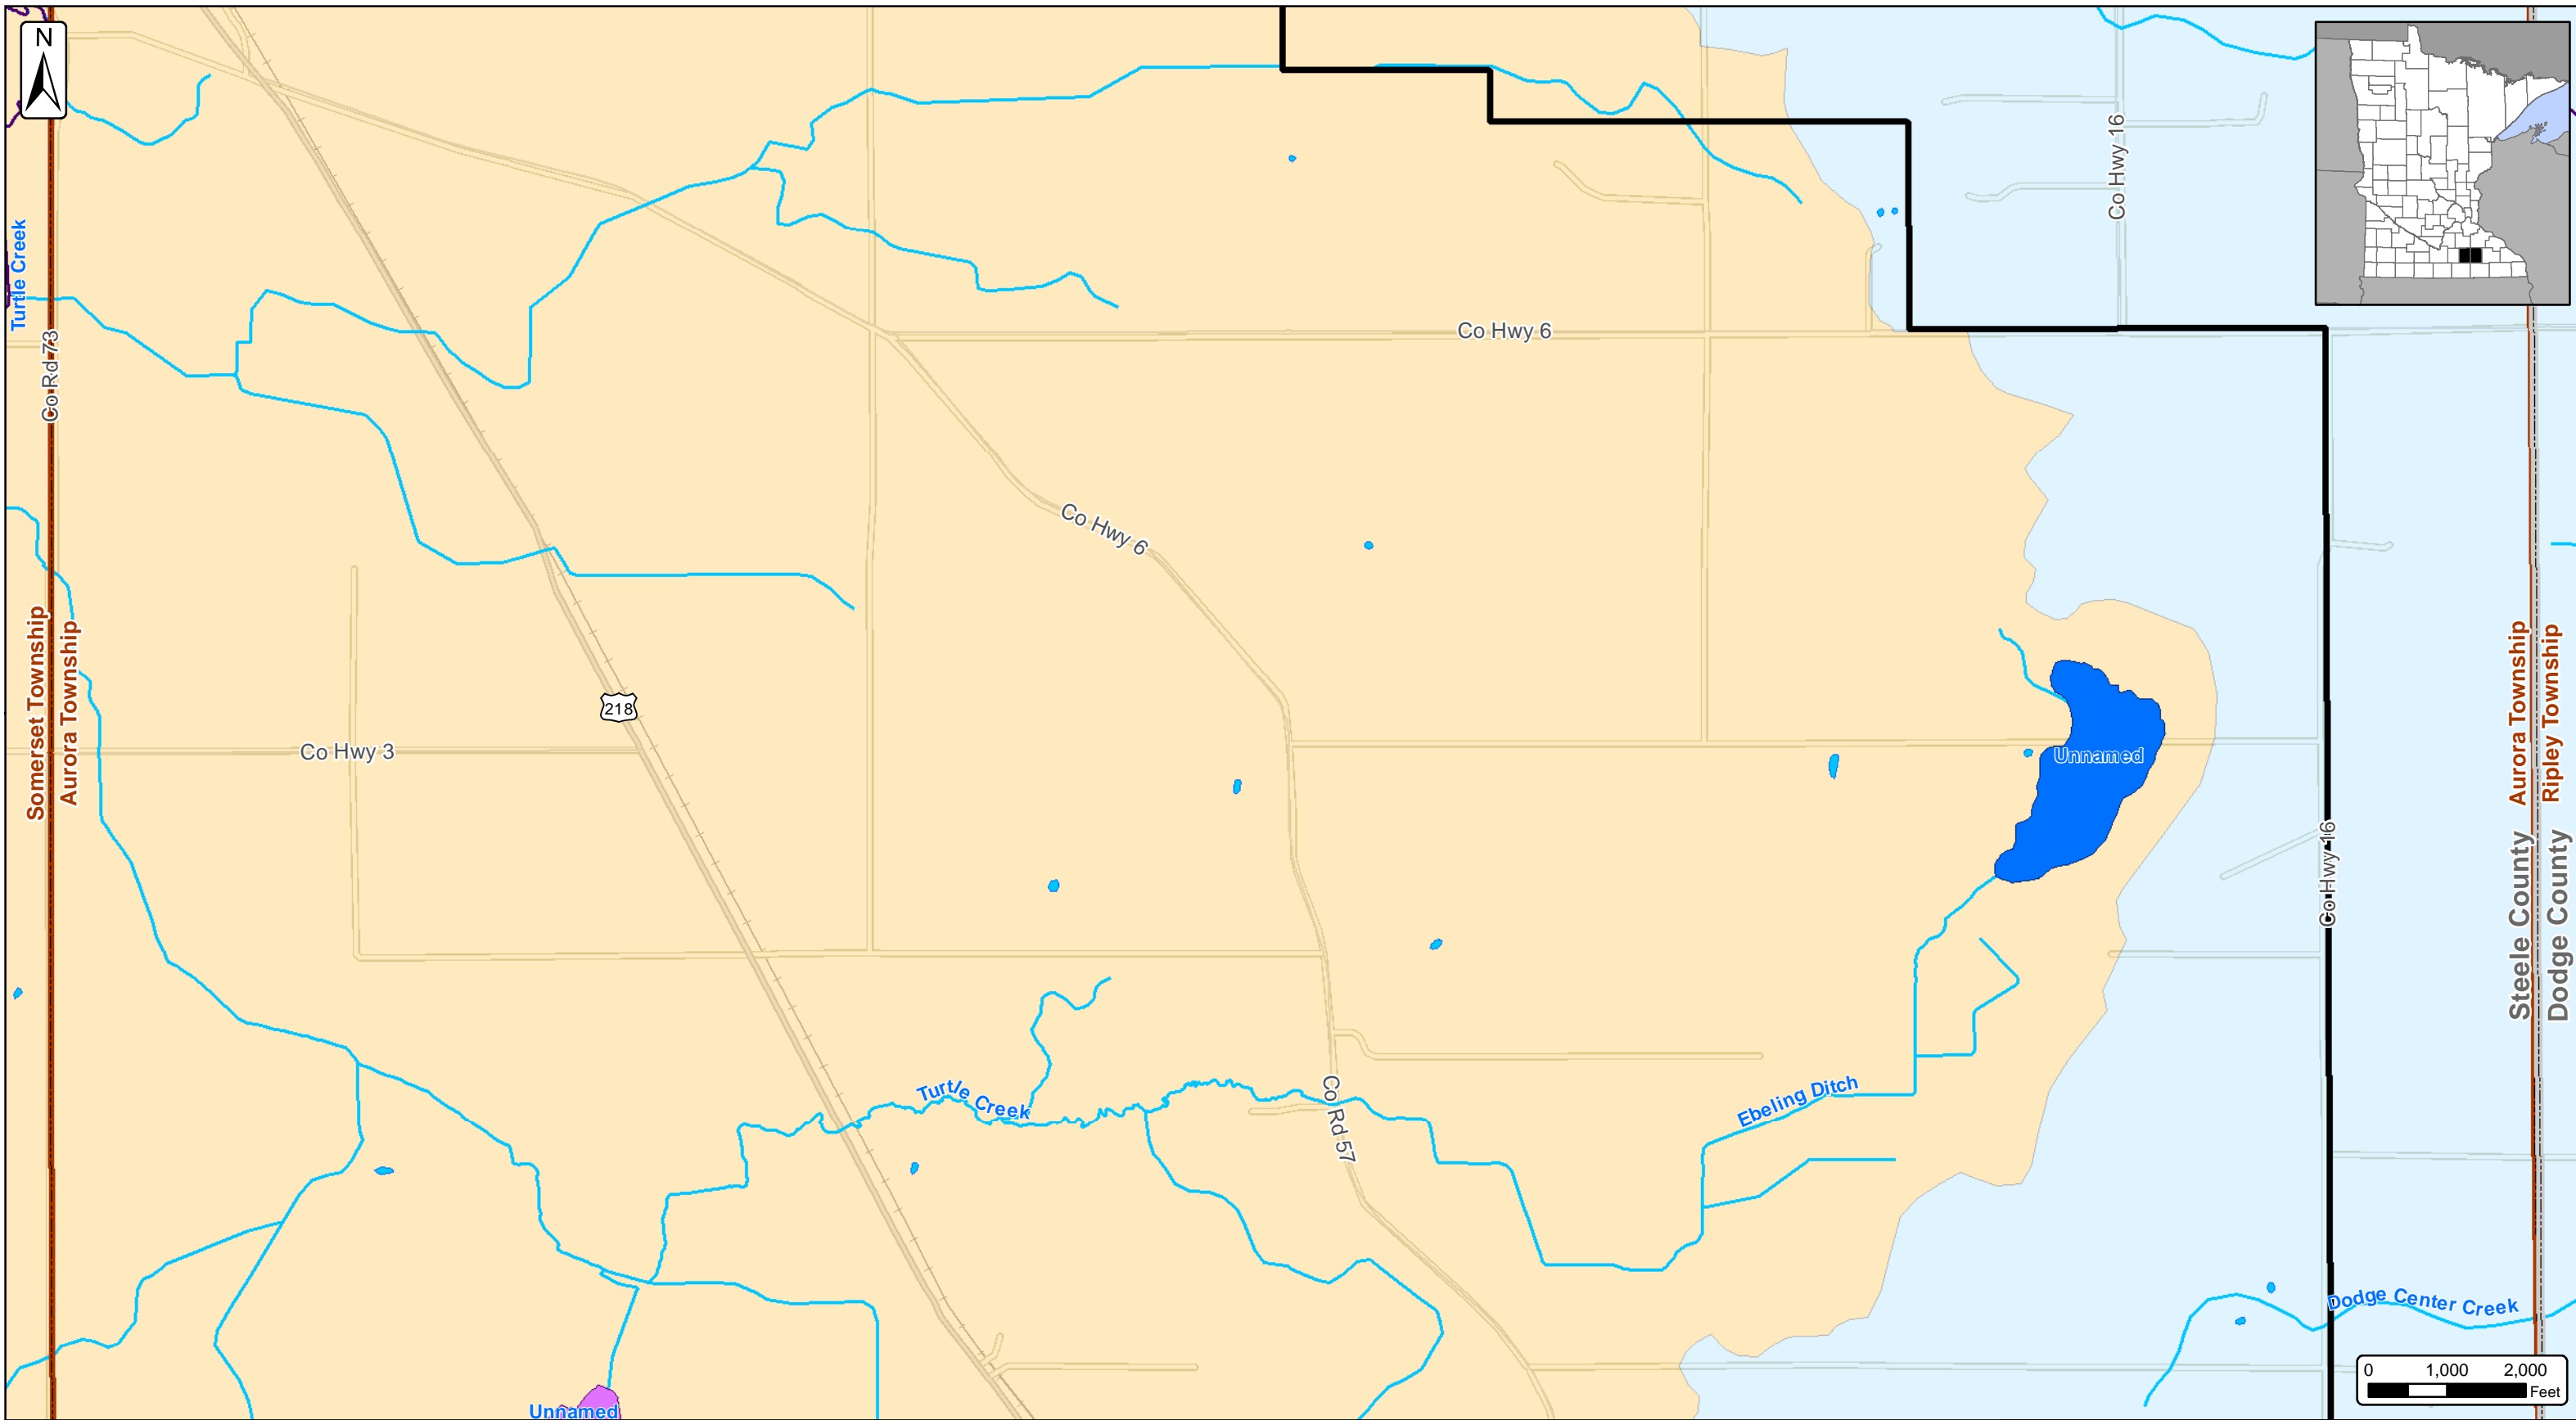 N
Co Hwy 16
Turtle Creek
Co Rd 73
Co Hwy 6
Co Hwy 6
Somerset Township
Aurora Township
218
Co Hwy 3
Unnamed
Aurora Township
Ripley Township
Steele County
Dodge County
Co Hwy 16
Turtle Creek
Co Rd 57
Ebeling Ditch
Dodge Center Creek
0 1,000 2,000
Feet
Unnamed